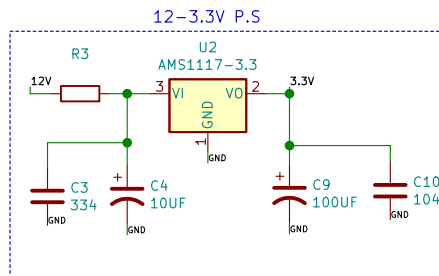 12-3.3V P.S
R3
U2
AMS1117-3.3
12V
3
VI
VO
2
3.3V
GND
1
GND
C3
334
GND
C4
10UF
GND
C9
100UF
GND
C10
104
GND